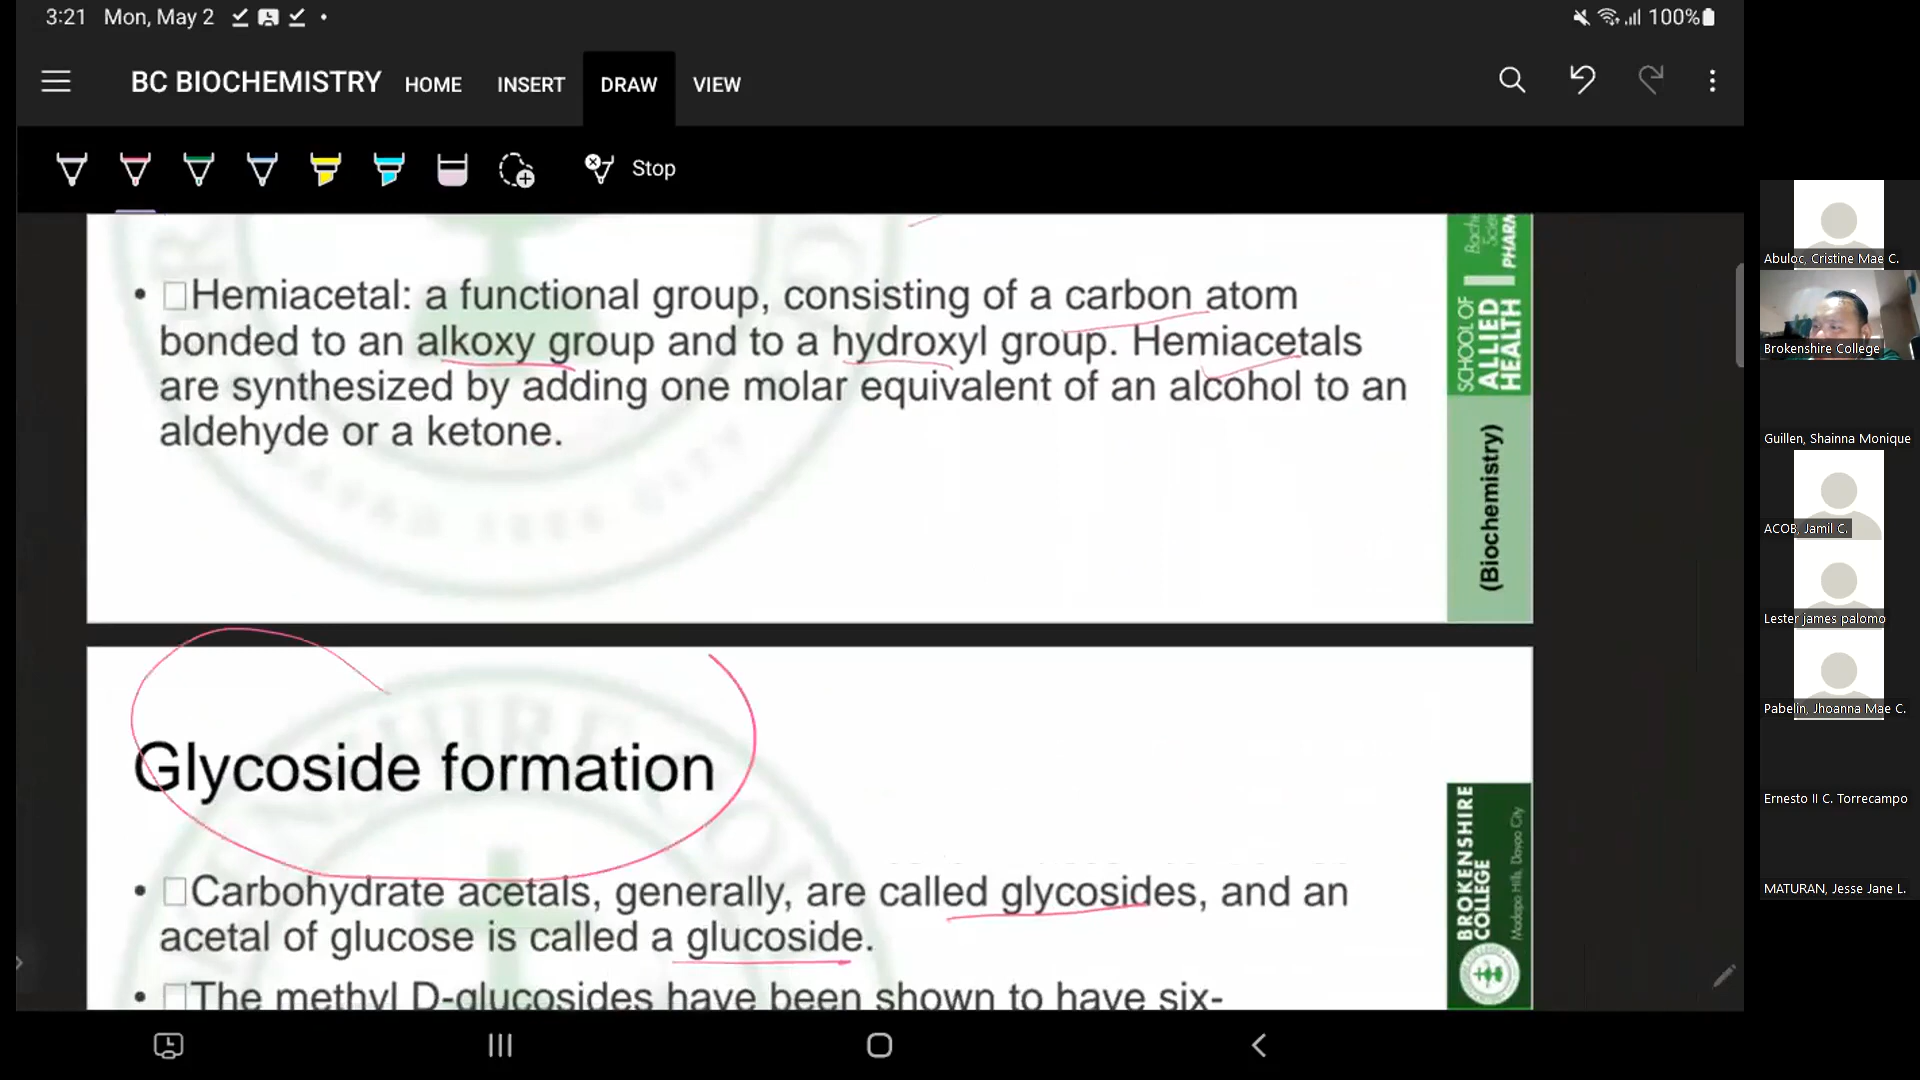 3:21 Mon, May 2
100%
BC BIOCHEMISTRY HOME INSERT DRAW VIEW
Stop
• Hemiacetal: a functional group, consisting of a carbon atom
bonded to an alkoxy group and to a hydroxyl group. Hemiacetals
are synthesized by adding one molar equivalent of an alcohol to an
aldehyde or a ketone.
SCHOOL OF
ALLIED
HEALTH
(Biochemistry)
Glycoside formation
• Carbohydrate acetals, generally, are called glycosides, and an
acetal of glucose is called a glucoside.
• The methyl D-glucosides have been shown to have six-
BROKENSHIRE
COLLEGE
Madapo Hills, Davao City
Abuloc, Cristine Mae C.
Brokenshire College
Guillen, Shainna Monique
ACOB, Jamil C.
Lester james palomo
Pabelin, Jhoanna Mae C.
Ernesto II C. Torrecampo
MATURAN, Jesse Jane L.